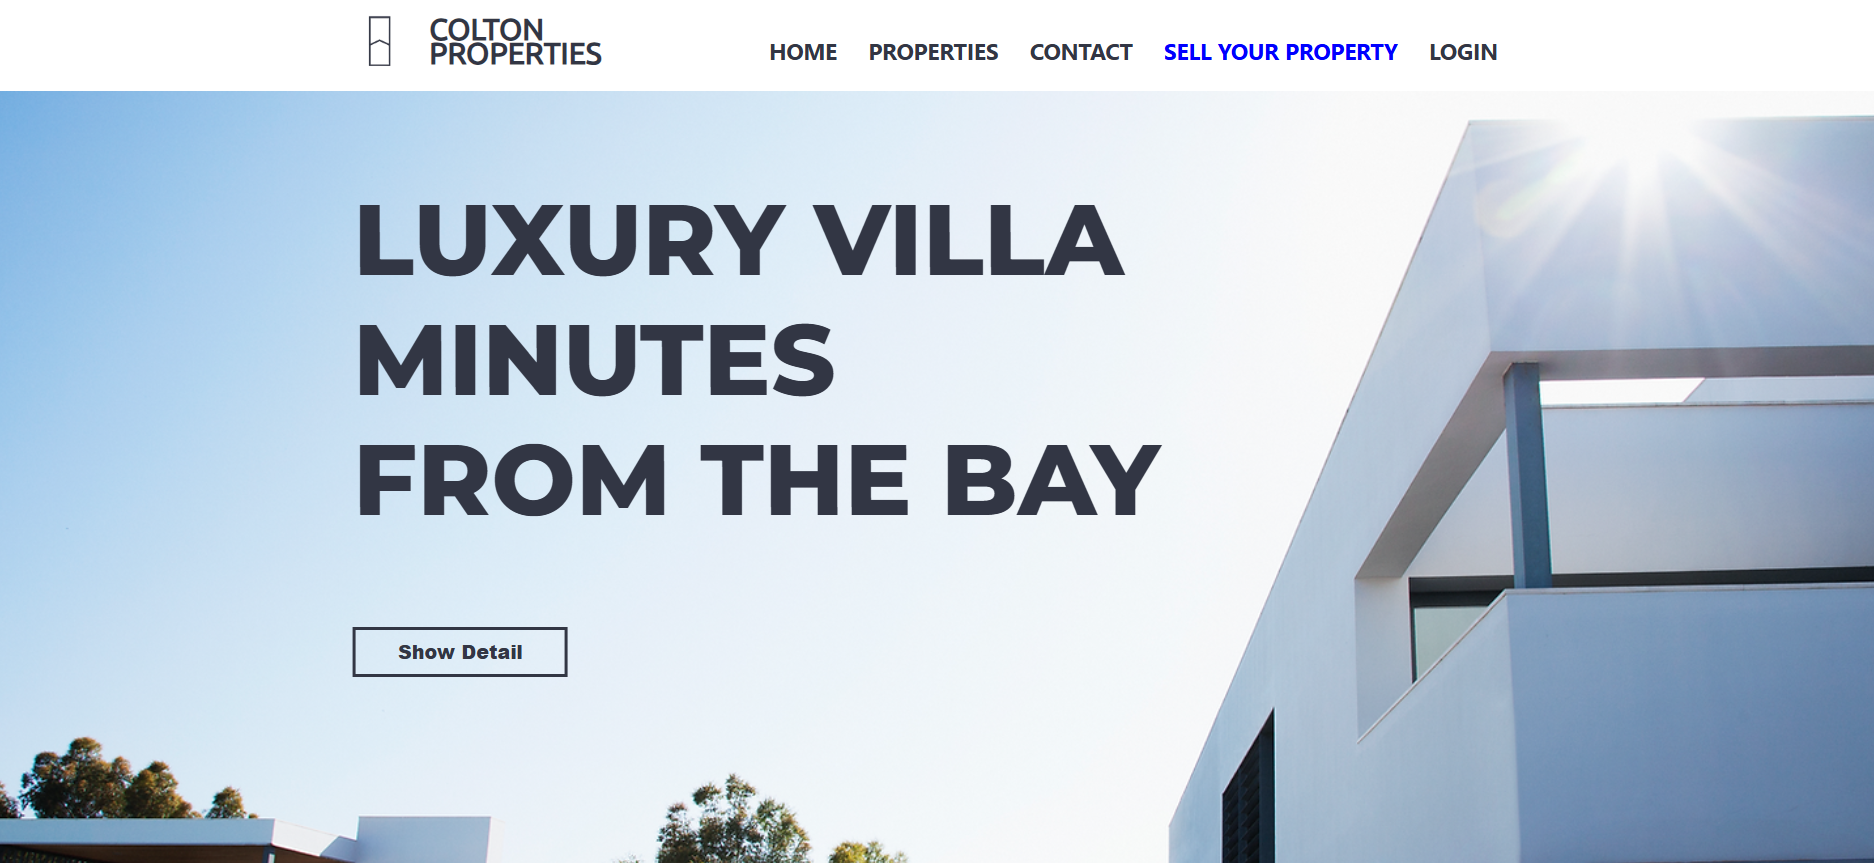 COLTON
PROPERTIES
HOME PROPERTIES CONTACT SELL YOUR PROPERTY LOGIN
LUXURY VILLA
MINUTES
FROM THE BAY
Show Detail